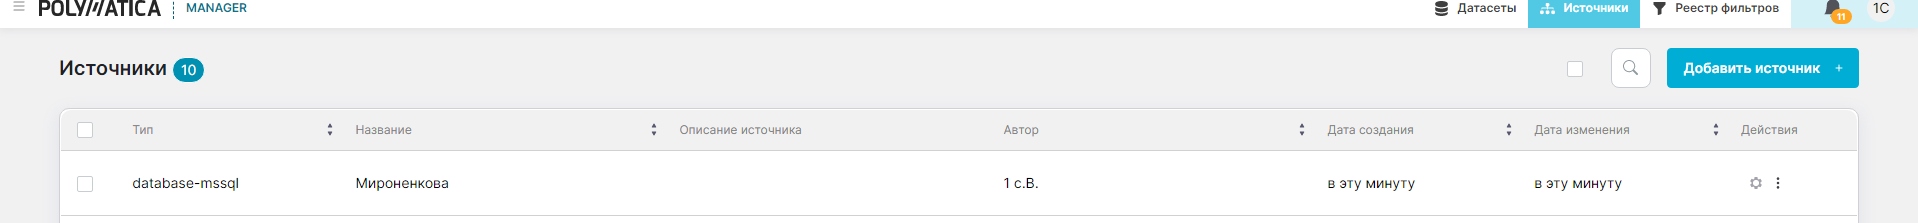 POLYMATICA MANAGER Датасеты Источники Реестр фильтров 11 1С
Источники 10 Добавить источник +
Тип Название Описание источника Автор Дата создания Дата изменения Действия
database-mssql Мироненкова 1 с.В. в эту минуту в эту минуту